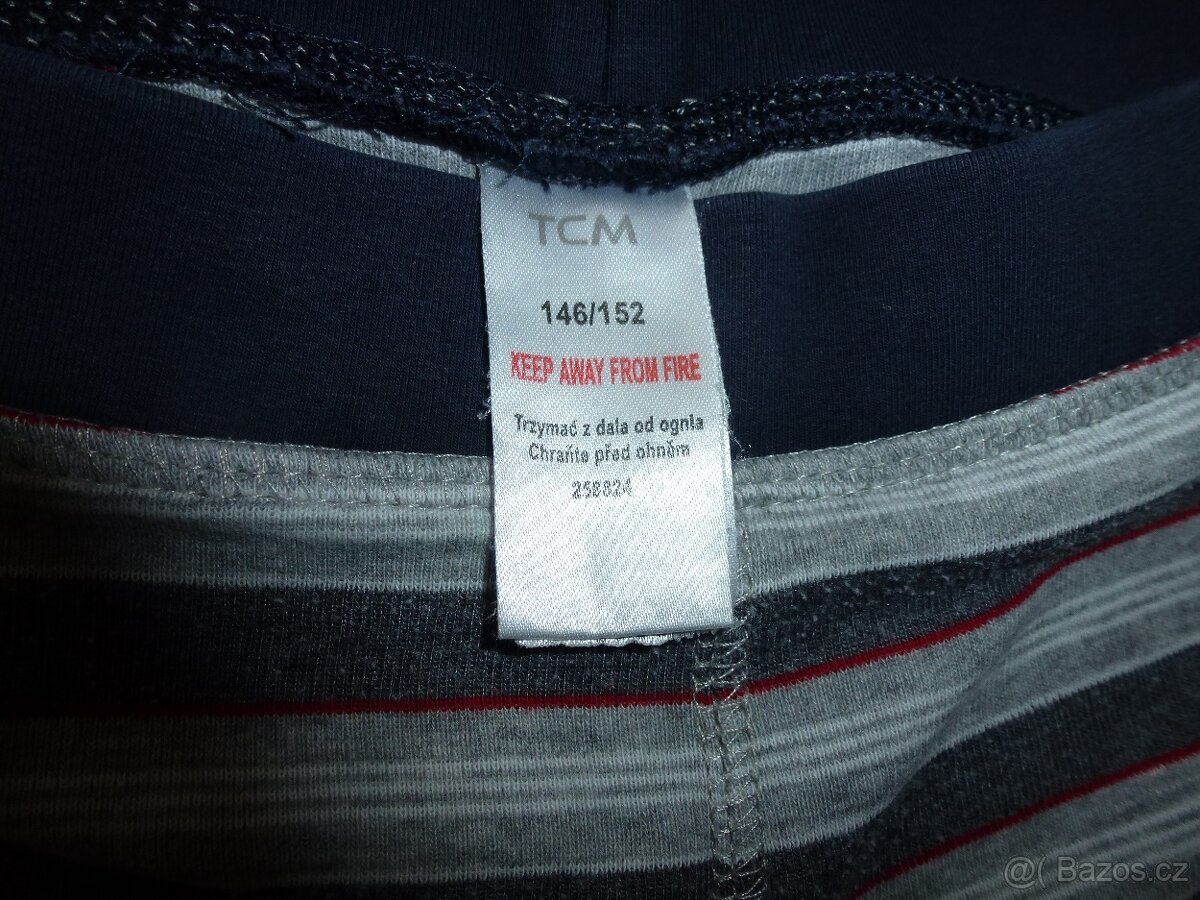 TCM
146/152
KEEP AWAY FROM FIRE
Trzymać z dala od ognia
Chraňte před ohněm
258824
@( Bazos.cz